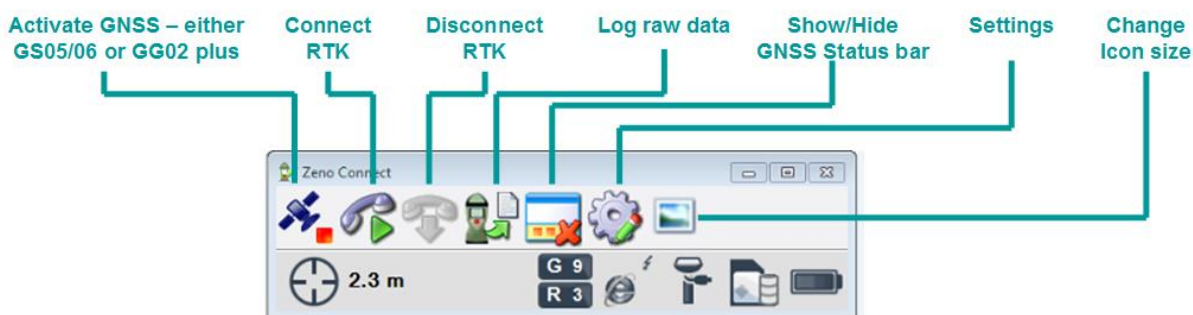 Activate GNSS – either
GS05/06 or GG02 plus
Connect
RTK
Disconnect
RTK
Log raw data
Show/Hide
GNSS Status bar
Settings
Change
Icon size
Zeno Connect
2.3 m
G 9
R 3